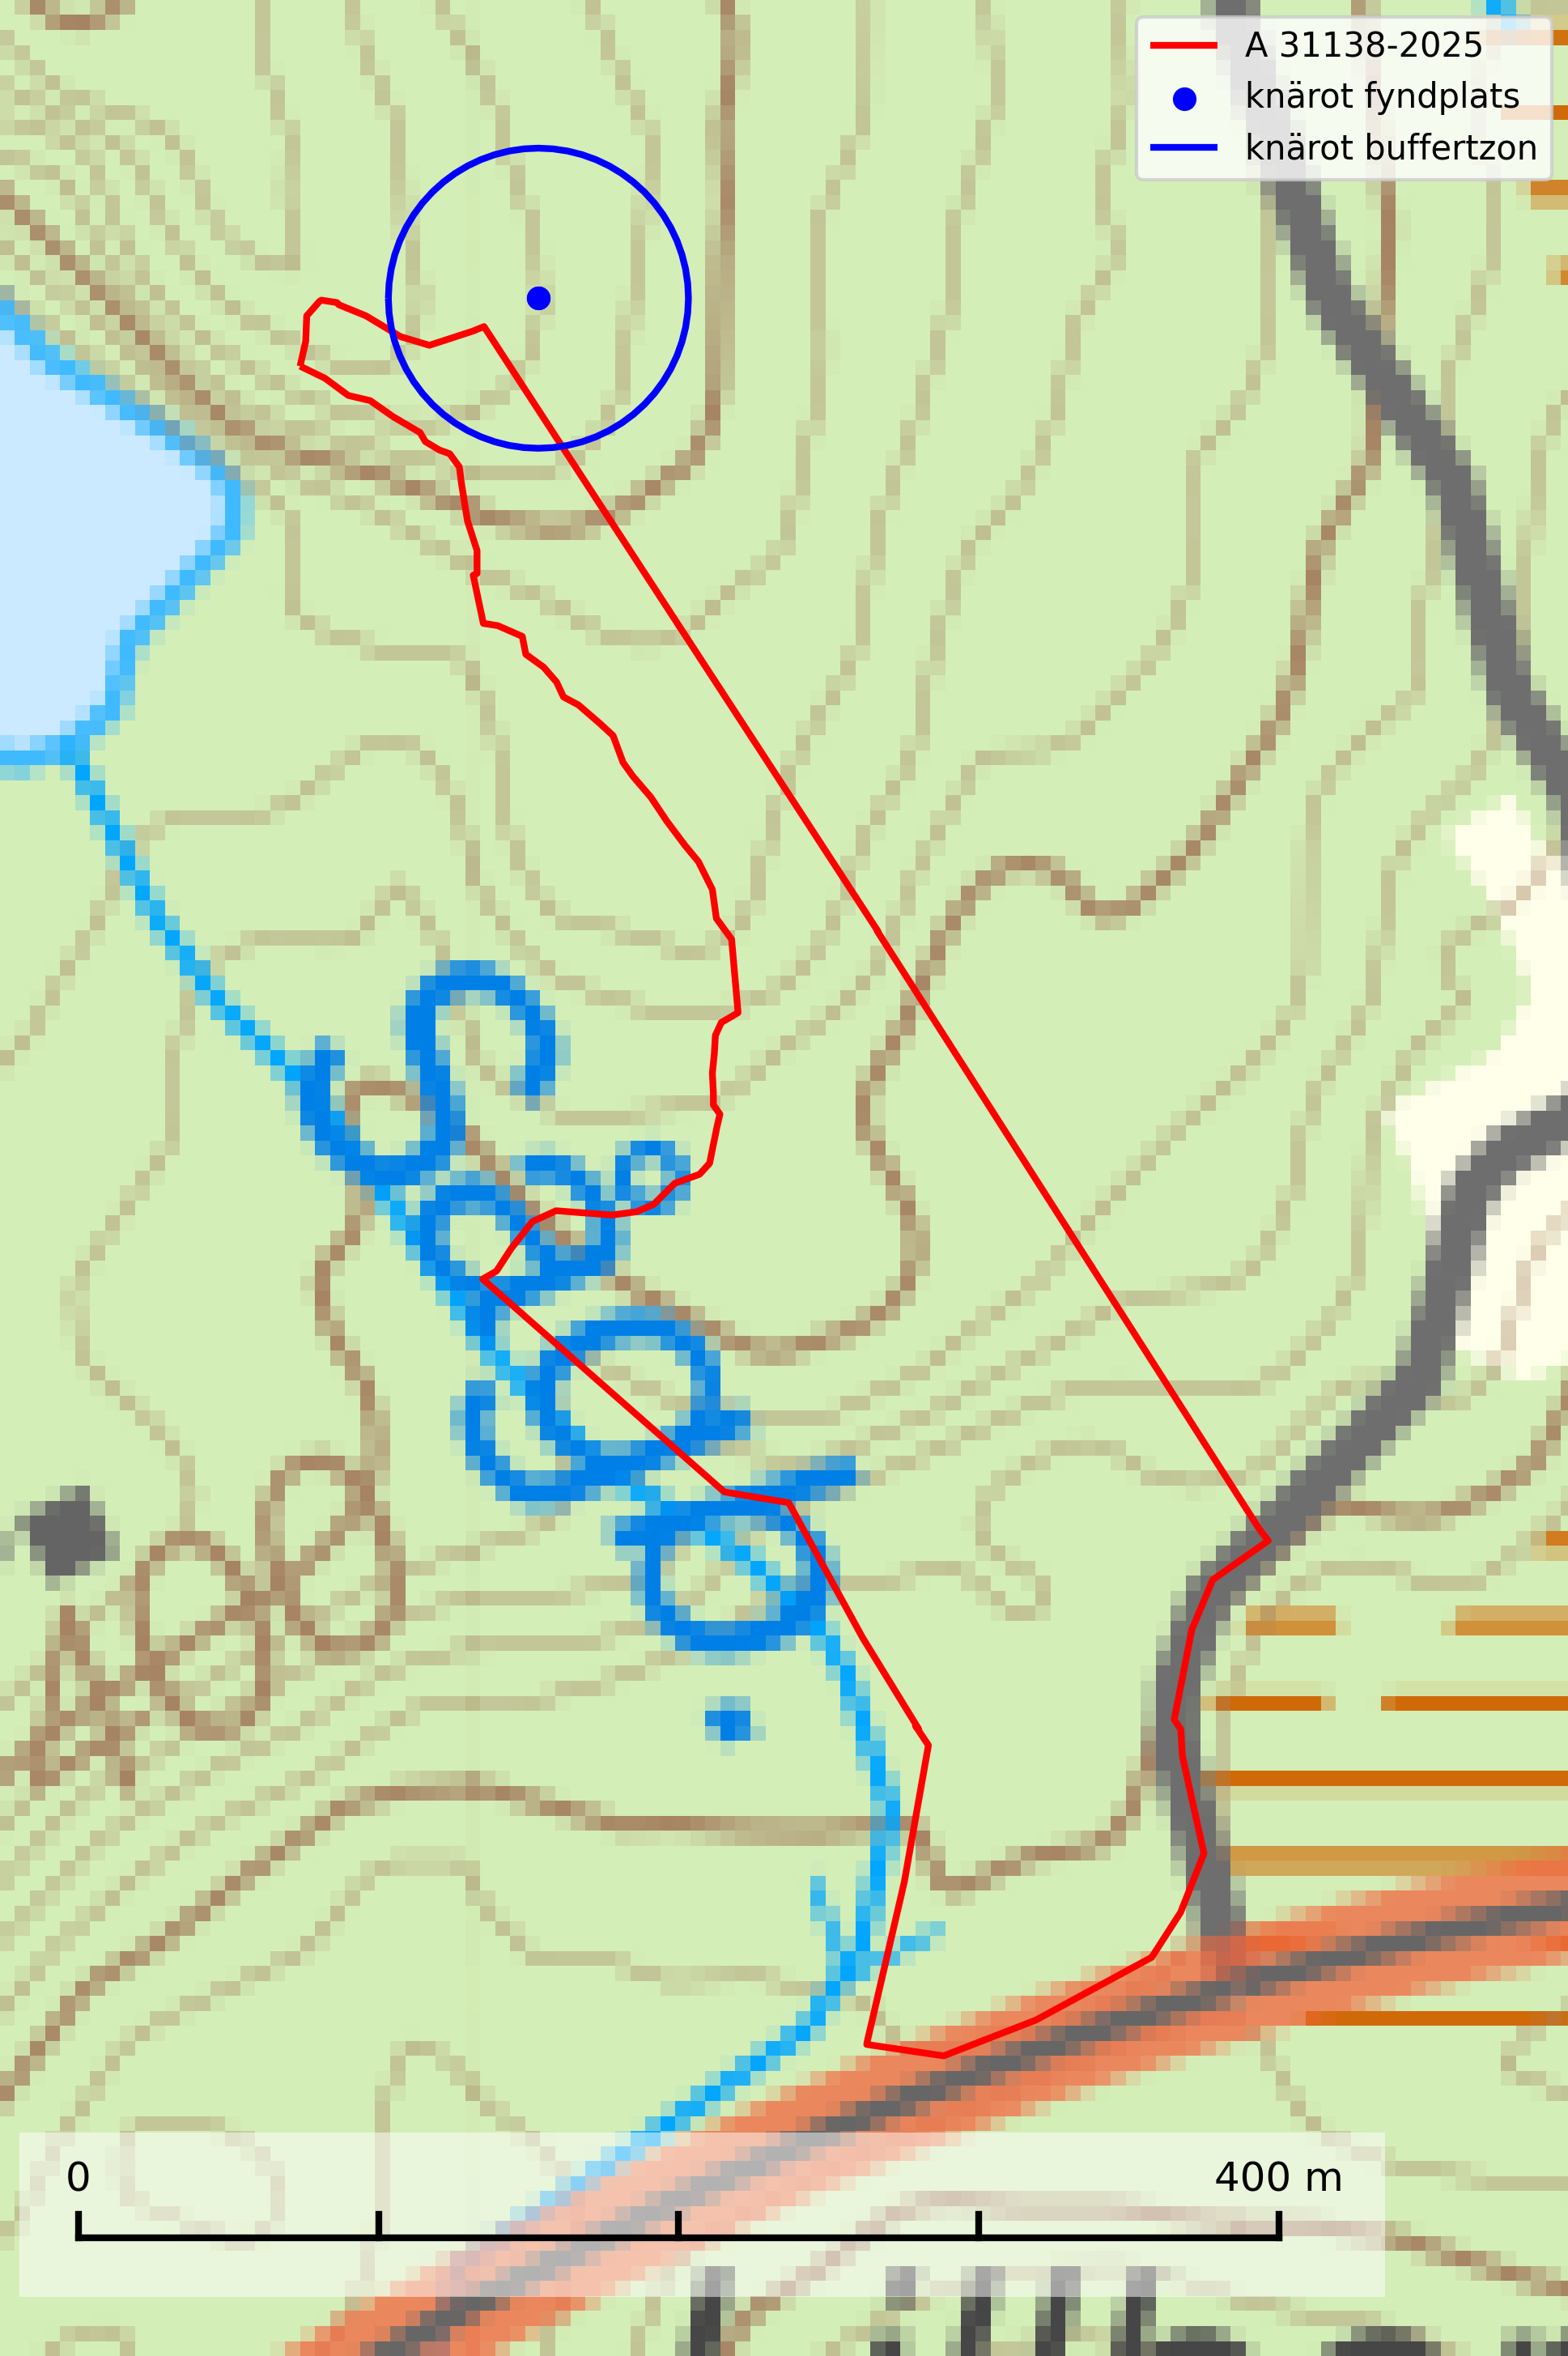 A 31138-2025
knärot fyndplats
knärot buffertzon
0
400 m